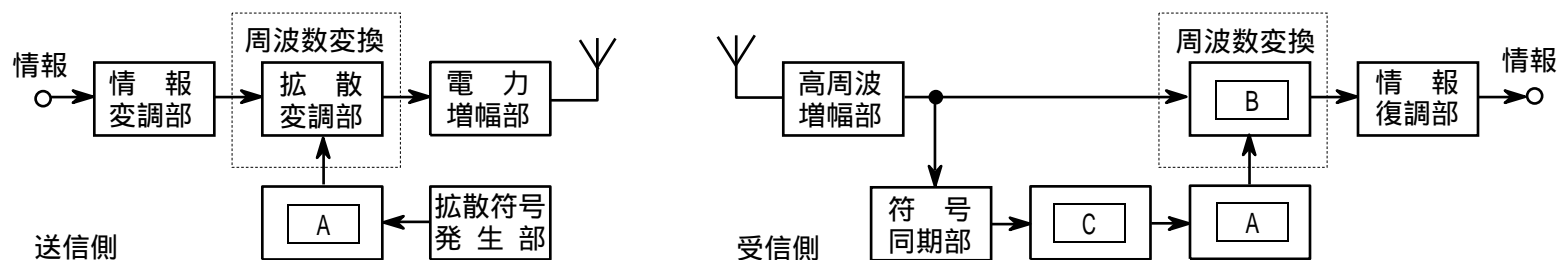 情報
情　報
変調部
周波数変換
拡　散
変調部
電　力
増幅部
A
拡散符号
発 生 部
送信側
高周波
増幅部
符　号
同期部
C
周波数変換
B
A
情　報
復調部
情報
受信側